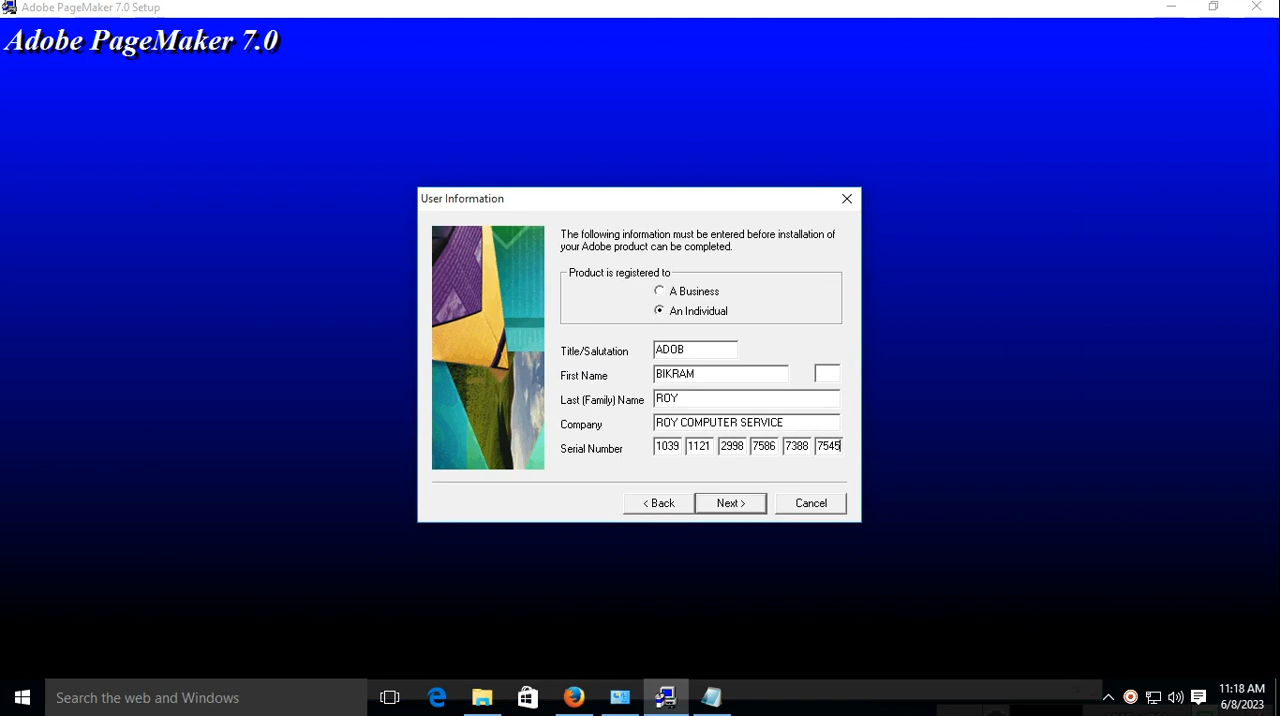 Adobe PageMaker 7.0 Setup
Adobe PageMaker 7.0
User Information
The following information must be entered before installation of
your Adobe product can be completed.
Product is registered to
A Business
An Individual
Title/Salutation ADOB
First Name BIKRAM
Last (Family) Name ROY
Company ROY COMPUTER SERVICE
Serial Number 1039 1121 2998 7586 7388 7545
< Back Next > Cancel
Search the web and Windows
11:18 AM
6/8/2023